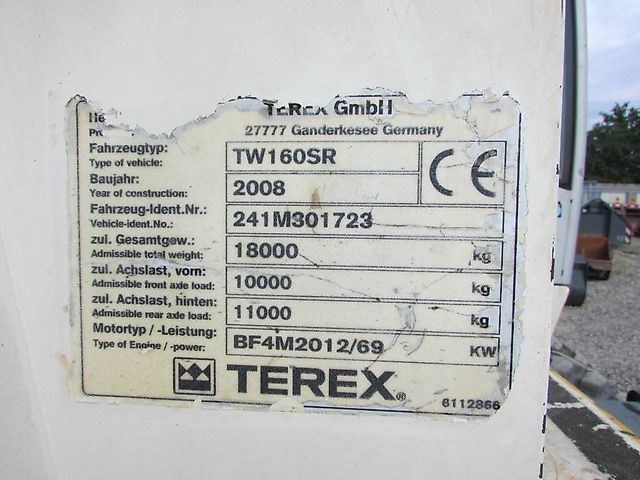 TEREX GmbH
27777 Ganderkesee Germany
Fahrzeugtyp: TW160SR
Type of vehicle:
CE
Baujahr: 2008
Year of construction:
Fahrzeug-Ident.Nr.: 241M301723
Vehicle-ident.No.:
zul. Gesamtgew.: 18000 kg
Admissible total weight:
zul. Achslast, vorn: 10000 kg
Admissible front axle load:
zul. Achslast, hinten: 11000 kg
Admissible rear axle load:
Motortyp / -Leistung: BF4M2012/69 KW
Type of Engine / -power:
TEREX®
6112866